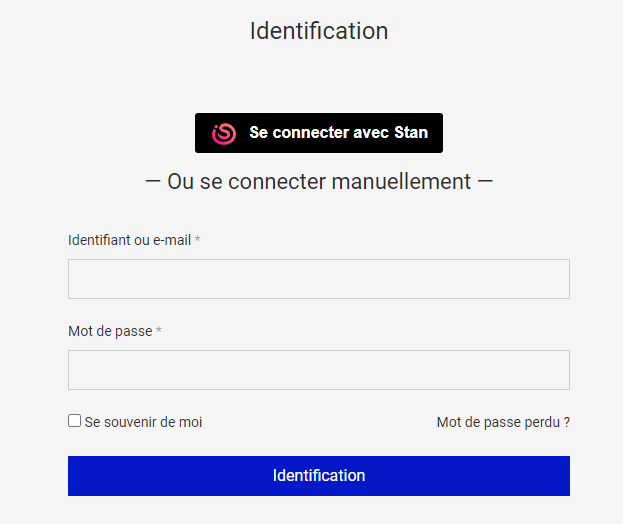 Identification
Se connecter avec Stan
— Ou se connecter manuellement —
Identifiant ou e-mail *
Mot de passe *
Se souvenir de moi
Mot de passe perdu ?
Identification